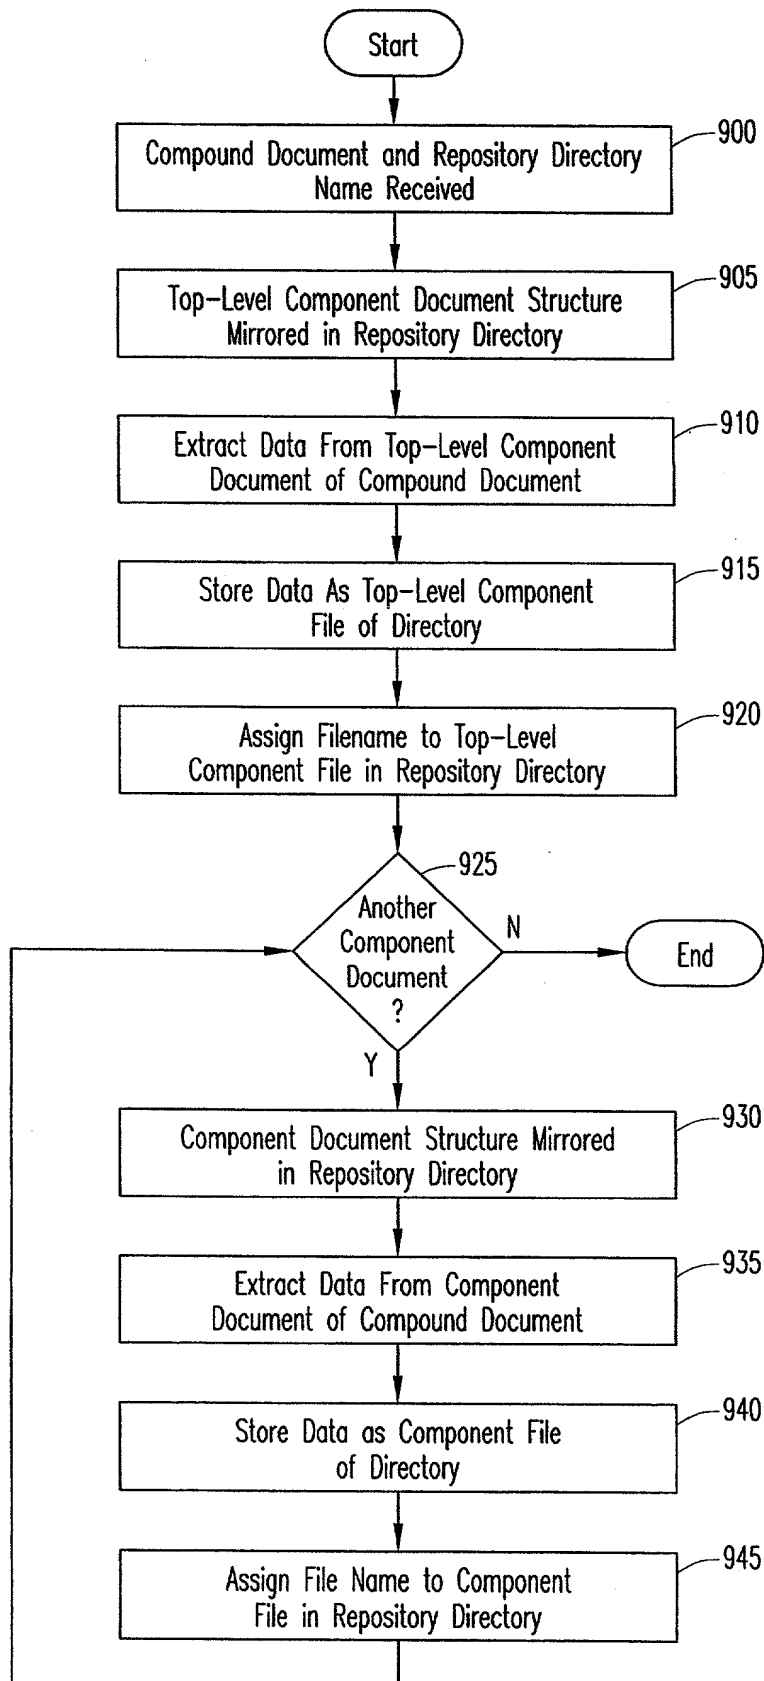 Start
900
Compound Document and Repository Directory
Name Received
905
Top-Level Component Document Structure
Mirrored in Repository Directory
910
Extract Data From Top-Level Component
Document of Compound Document
915
Store Data As Top-Level Component
File of Directory
920
Assign Filename to Top-Level
Component File in Repository Directory
925
Another
Component
Document
?
N
End
Y
930
Component Document Structure Mirrored
in Repository Directory
935
Extract Data From Component
Document of Compound Document
940
Store Data as Component File
of Directory
945
Assign File Name to Component
File in Repository Directory